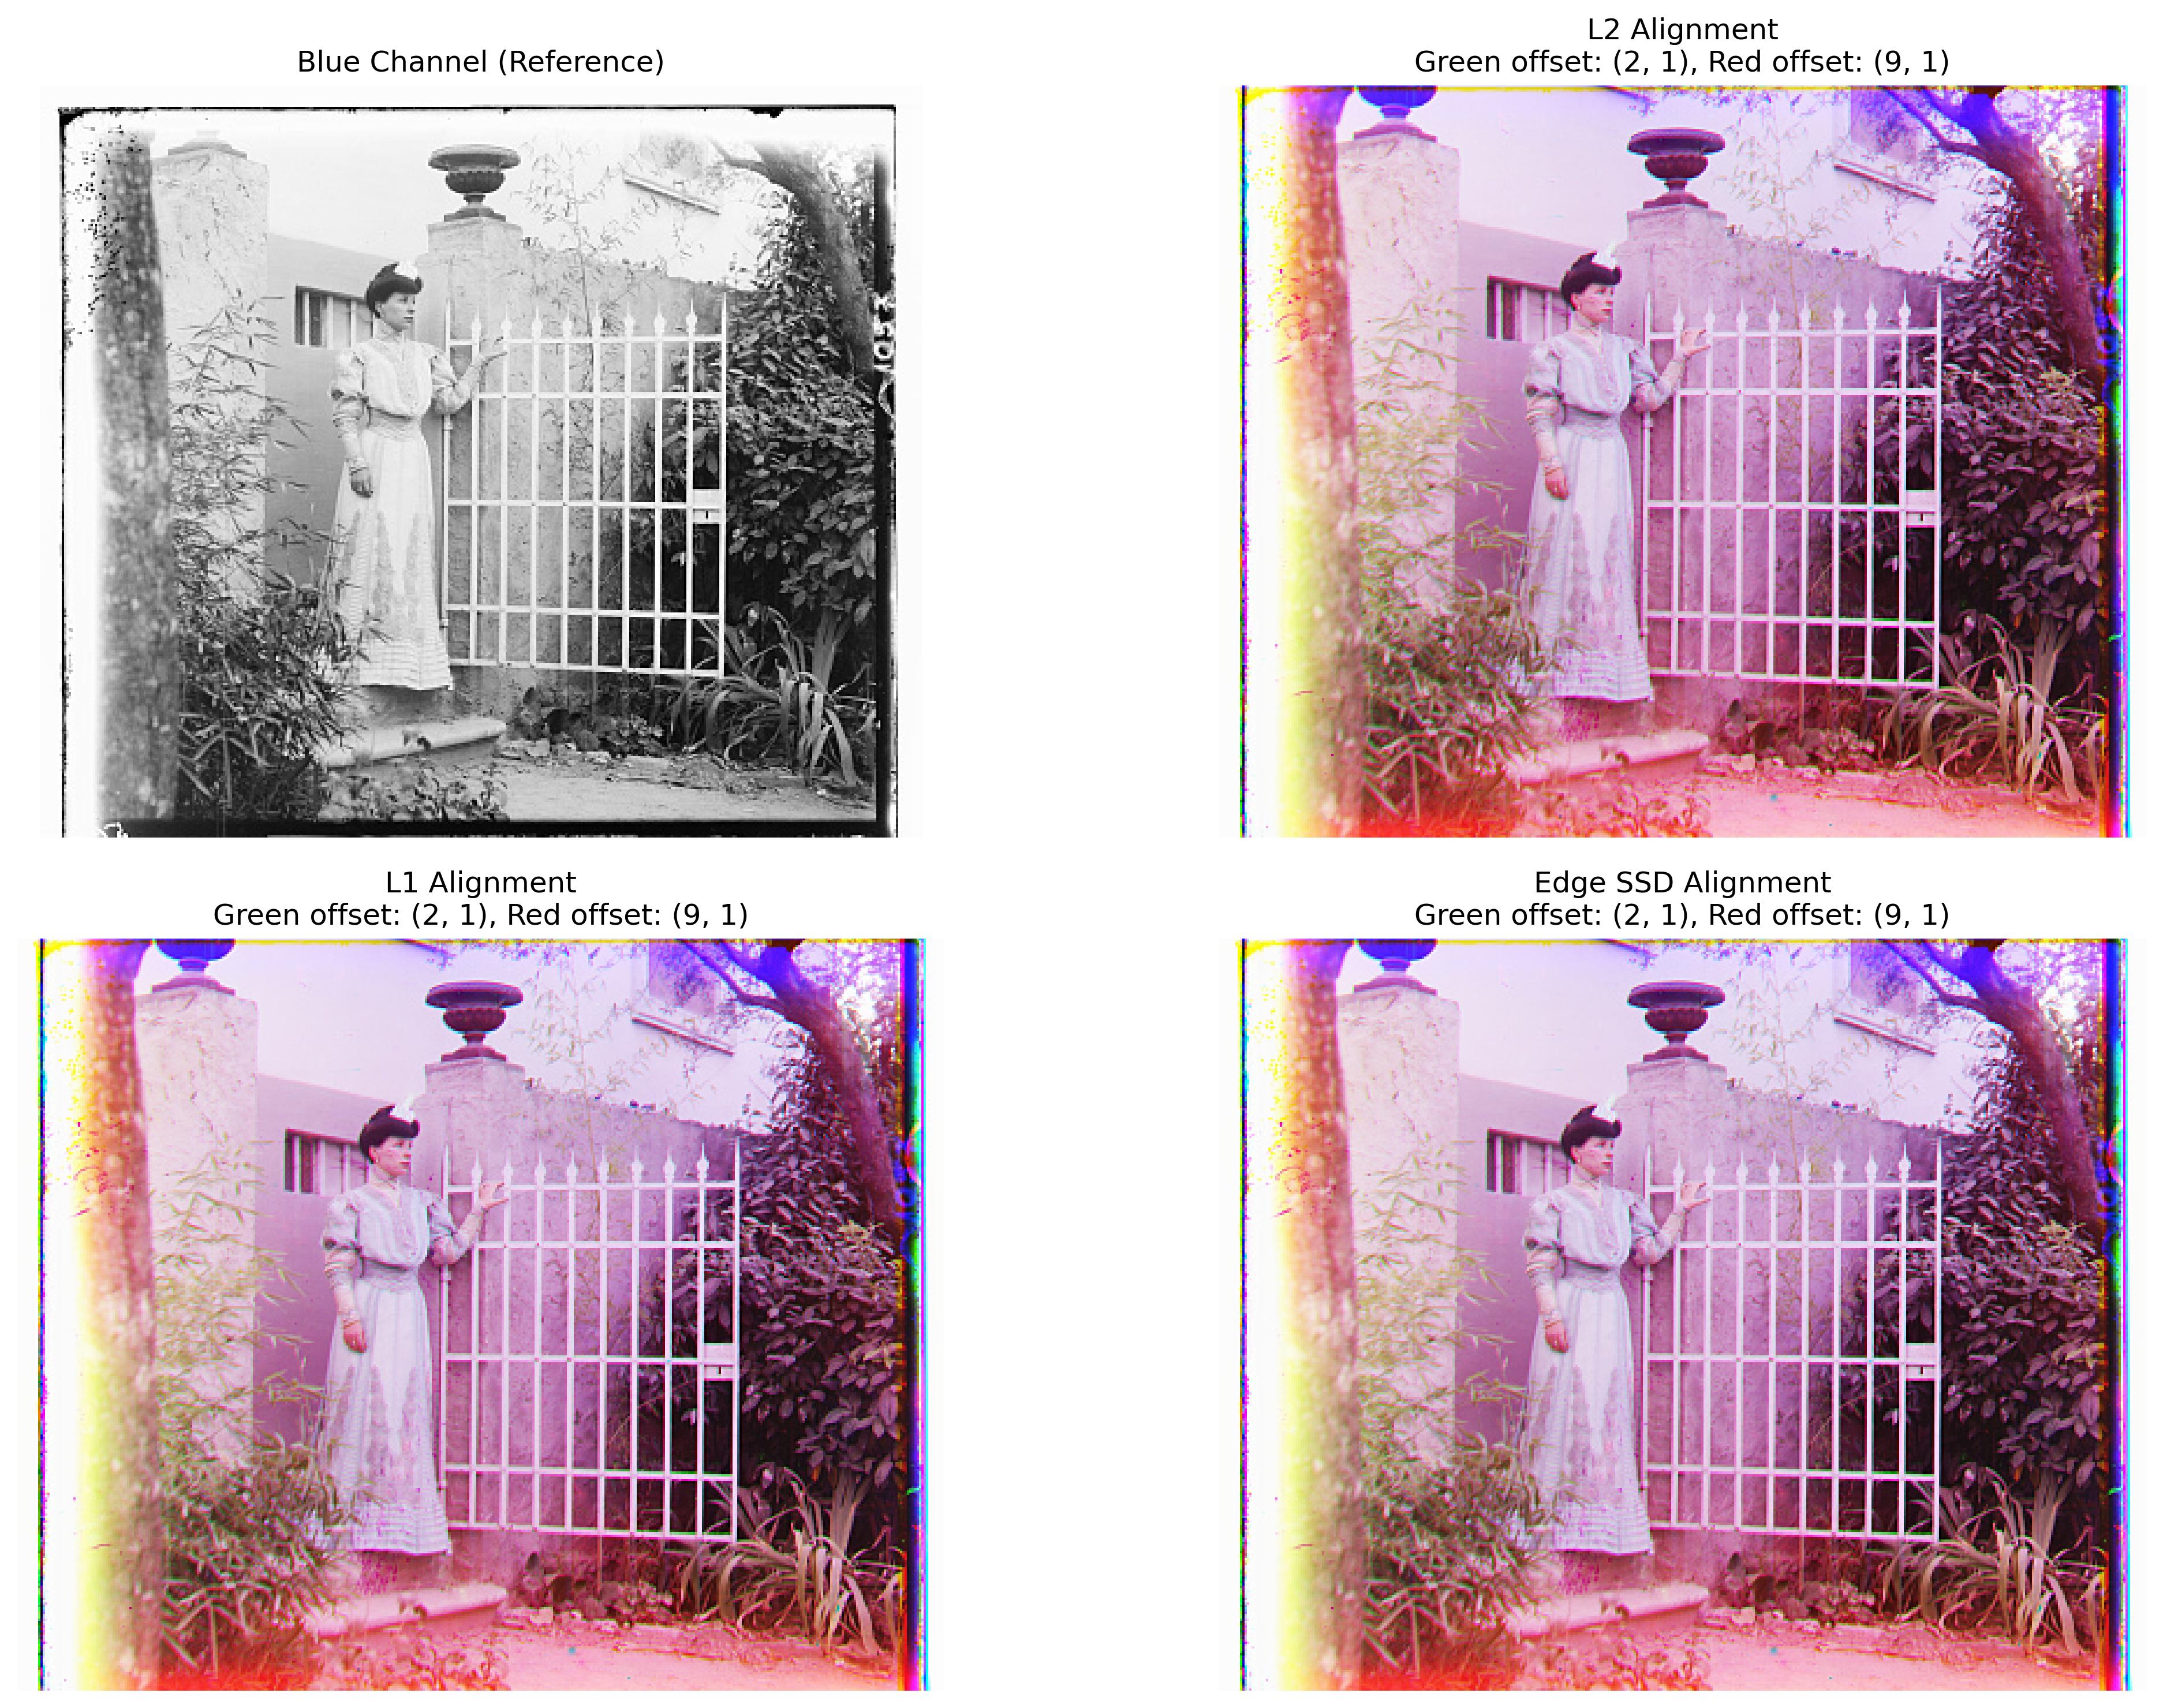 Blue Channel (Reference)
L2 Alignment
Green offset: (2, 1), Red offset: (9, 1)
L1 Alignment
Green offset: (2, 1), Red offset: (9, 1)
Edge SSD Alignment
Green offset: (2, 1), Red offset: (9, 1)